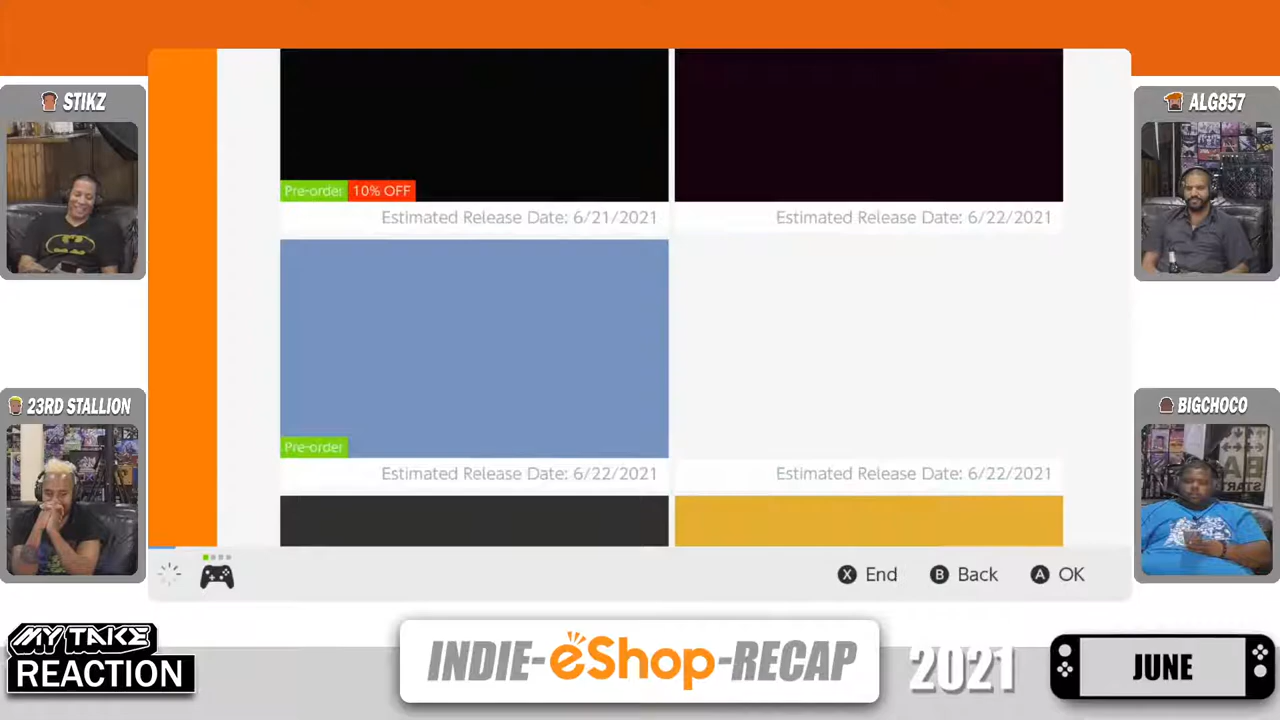 STIKZ
ALG857
Pre-order 10% OFF
Estimated Release Date: 6/21/2021
Estimated Release Date: 6/22/2021
Pre-order
Estimated Release Date: 6/22/2021
Estimated Release Date: 6/22/2021
23RD STALLION
BIGCHOCO
X End
B Back
A OK
MY TAKE
REACTION
INDIE-eShop-RECAP
2021
JUNE